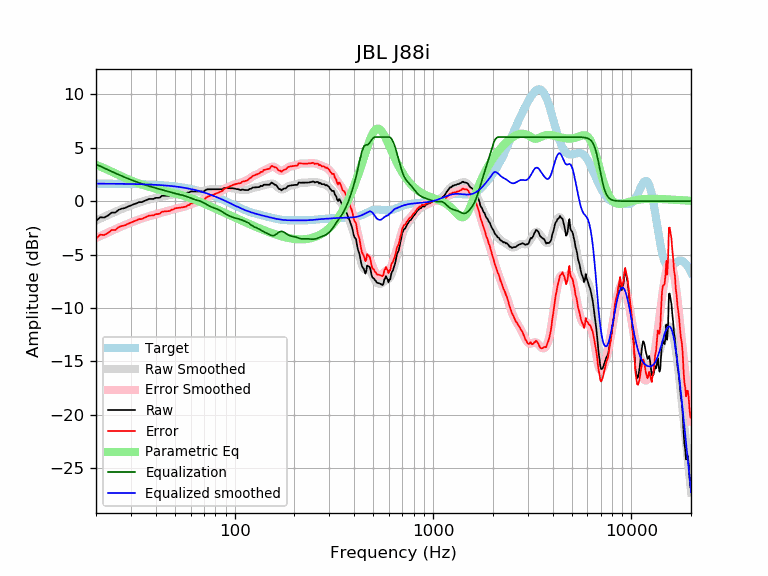 JBL J88i
10
5
0
−5
−10
−15
−20
−25
Amplitude (dBr)
Target
Raw Smoothed
Error Smoothed
Raw
Error
Parametric Eq
Equalization
Equalized smoothed
100
1000
10000
Frequency (Hz)